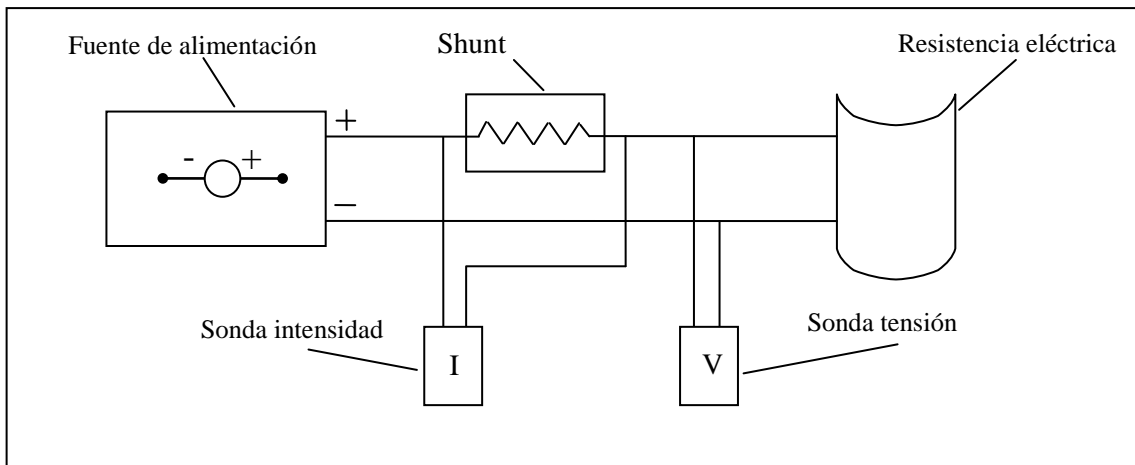 Fuente de alimentación
Shunt
Resistencia eléctrica
+
- +
−
Sonda intensidad
Sonda tensión
I
V